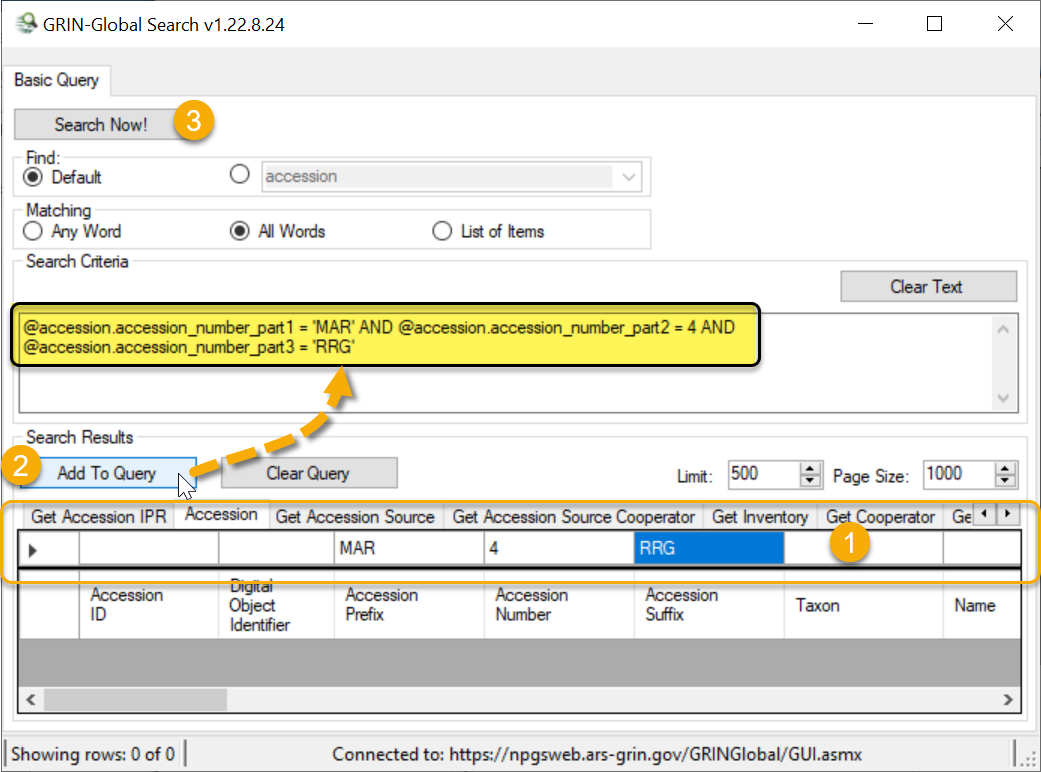 GRIN-Global Search v1.22.8.24
Basic Query
Search Now!
3
Find:
Default
accession
Matching
Any Word
All Words
List of Items
Search Criteria
Clear Text
@accession.accession_number_part1 = 'MAR' AND @accession.accession_number_part2 = 4 AND
@accession.accession_number_part3 = 'RRG'
Search Results
2
Add To Query
Clear Query
Limit:
500
Page Size:
1000
Get Accession IPR
Accession
Get Accession Source
Get Accession Source Cooperator
Get Inventory
Get Cooperator
Ge
MAR
4
RRG
1
Accession
ID
Digital
Object
Identifier
Accession
Prefix
Accession
Number
Accession
Suffix
Taxon
Name
Showing rows: 0 of 0
Connected to: https://npgsweb.ars-grin.gov/GRINGlobal/GUI.asmx